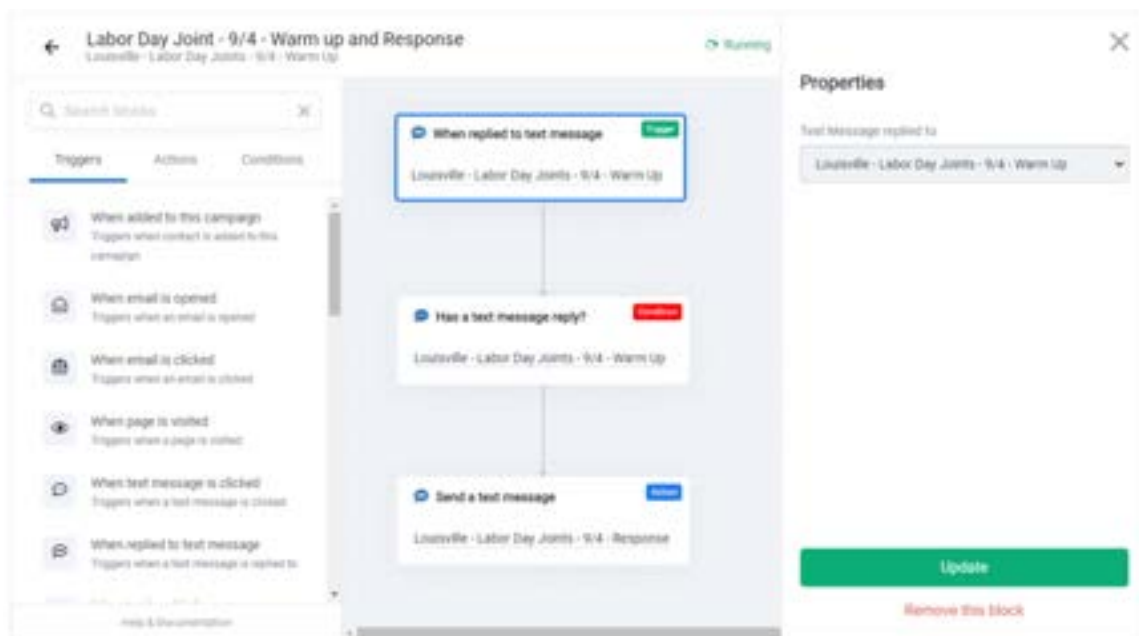 Labor Day Joint - 9/4 - Warm up and Response
Louisville - Labor Day Joints - 9/4 - Warm Up
Running
Search blocks
Triggers Actions Conditions
When added to this campaign
Triggers when contact is added to this
campaign
When email is opened
Triggers when an email is opened
When email is clicked
Triggers when an email is clicked
When page is visited
Triggers when a page is visited
When text message is clicked
Triggers when a text message is clicked
When replied to text message
Triggers when a text message is replied to
Help & Documentation
When replied to text message
Trigger
Louisville - Labor Day Joints - 9/4 - Warm Up
Has a text message reply?
Condition
Louisville - Labor Day Joints - 9/4 - Warm Up
Send a text message
Action
Louisville - Labor Day Joints - 9/4 - Response
Properties
Text Message replied to
Louisville - Labor Day Joints - 9/4 - Warm Up
Update
Remove this block